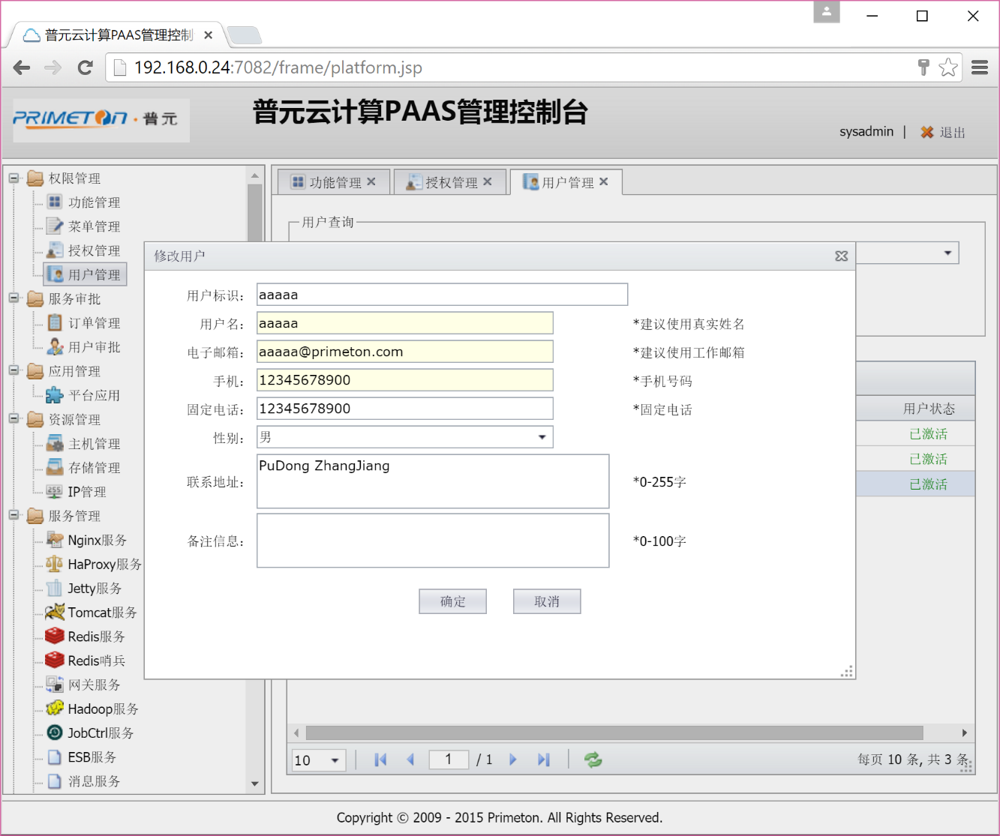 普元云计算PAAS管理控制
192.168.0.24:7082/frame/platform.jsp
PRIMETON · 普元
普元云计算PAAS管理控制台
sysadmin | 退出
权限管理
功能管理
菜单管理
授权管理
用户管理
服务审批
订单管理
用户审批
应用管理
平台应用
资源管理
主机管理
存储管理
255
IP管理
服务管理
Nginx服务
HaProxy服务
Jetty服务
Tomcat服务
Redis服务
Redis哨兵
网关服务
Hadoop服务
JobCtrl服务
ESB服务
消息服务
功能管理
授权管理
用户管理
用户查询
修改用户
用户标识: aaaaa
用户名: aaaaa *建议使用真实姓名
电子邮箱: aaaaa@primeton.com *建议使用工作邮箱
手机: 12345678900 *手机号码
固定电话: 12345678900 *固定电话
性别: 男
联系地址: PuDong ZhangJiang *0-255字
备注信息: *0-100字
确定 取消
用户状态
已激活
已激活
已激活
10 1 / 1 每页 10 条, 共 3 条
Copyright © 2009 - 2015 Primeton. All Rights Reserved.